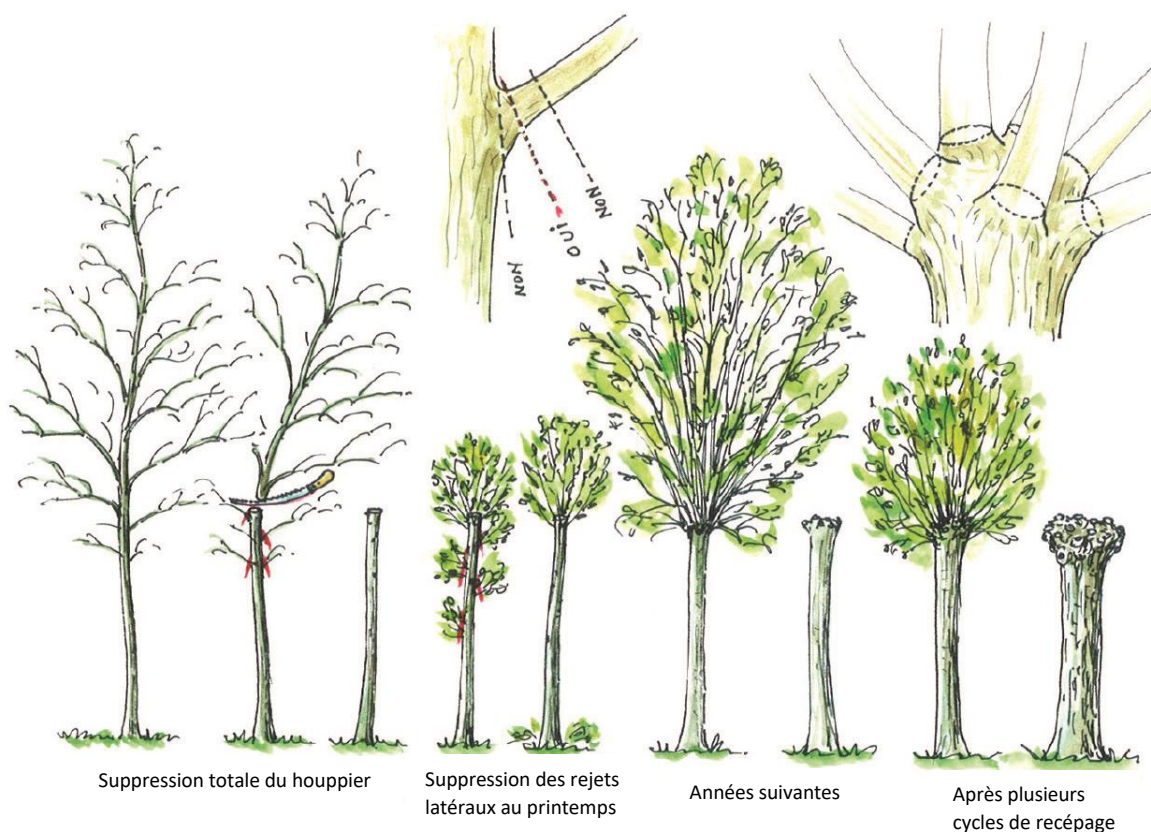 NON
OUI
NON
Suppression totale du houppier
Suppression des rejets
latéraux au printemps
Années suivantes
Après plusieurs
cycles de recépage